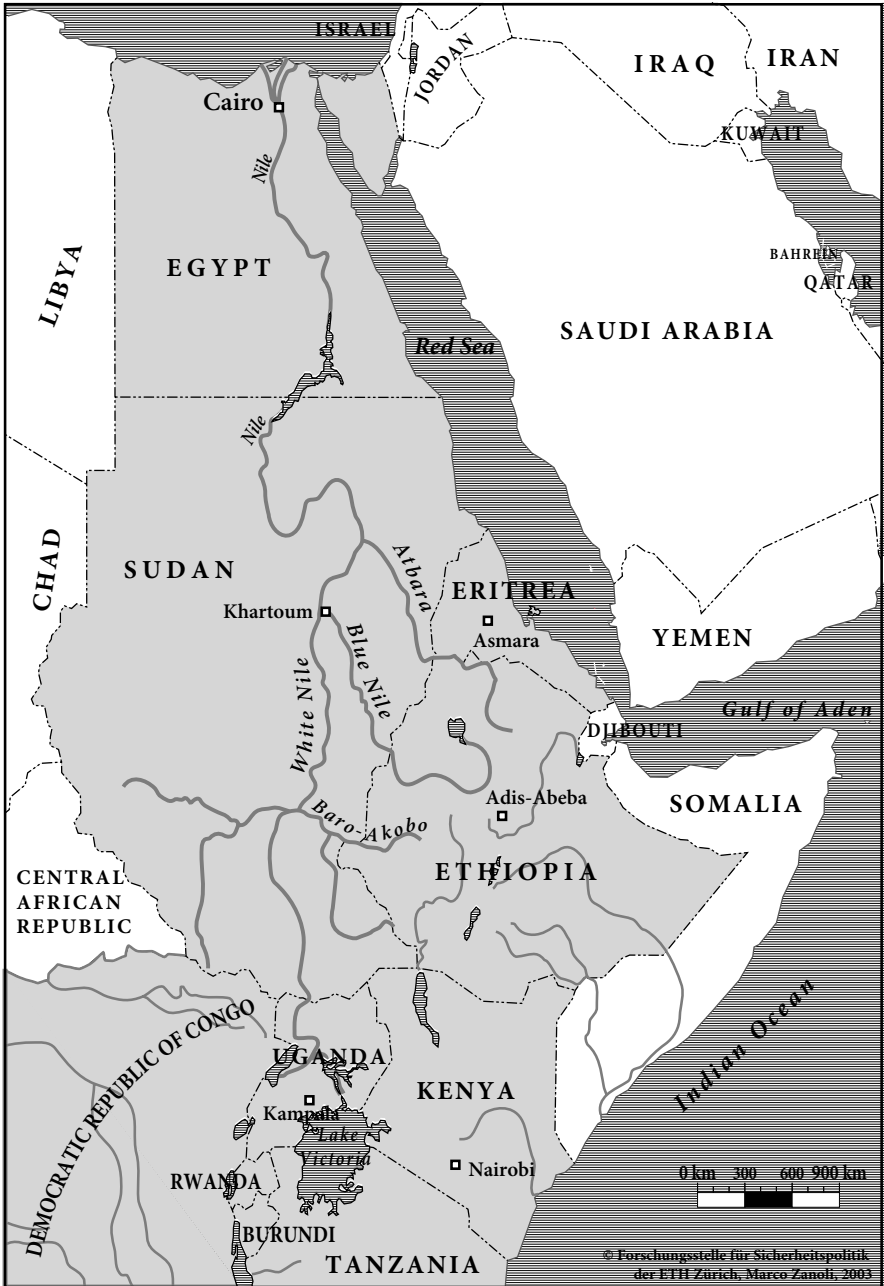 ISRAEL
JORDAN
IRAQ
IRAN
KUWAIT
Cairo
Nile
LIBYA
EGYPT
BAHREIN
QATAR
SAUDI ARABIA
Red Sea
Nile
CHAD
SUDAN
Atbara
ERITREA
Khartoum
Asmara
YEMEN
Blue Nile
White Nile
Gulf of Aden
DJIBOUTI
Adis-Abeba
SOMALIA
Baro-Akobo
ETHIOPIA
CENTRAL
AFRICAN
REPUBLIC
DEMOCRATIC REPUBLIC OF CONGO
Indian Ocean
UGANDA
KENYA
Kampala
Lake
Victoria
Nairobi
RWANDA
0 km 300 600 900 km
BURUNDI
TANZANIA
© Forschungsstelle für Sicherheitspolitik
der ETH Zürich, Marco Zanoli, 2003